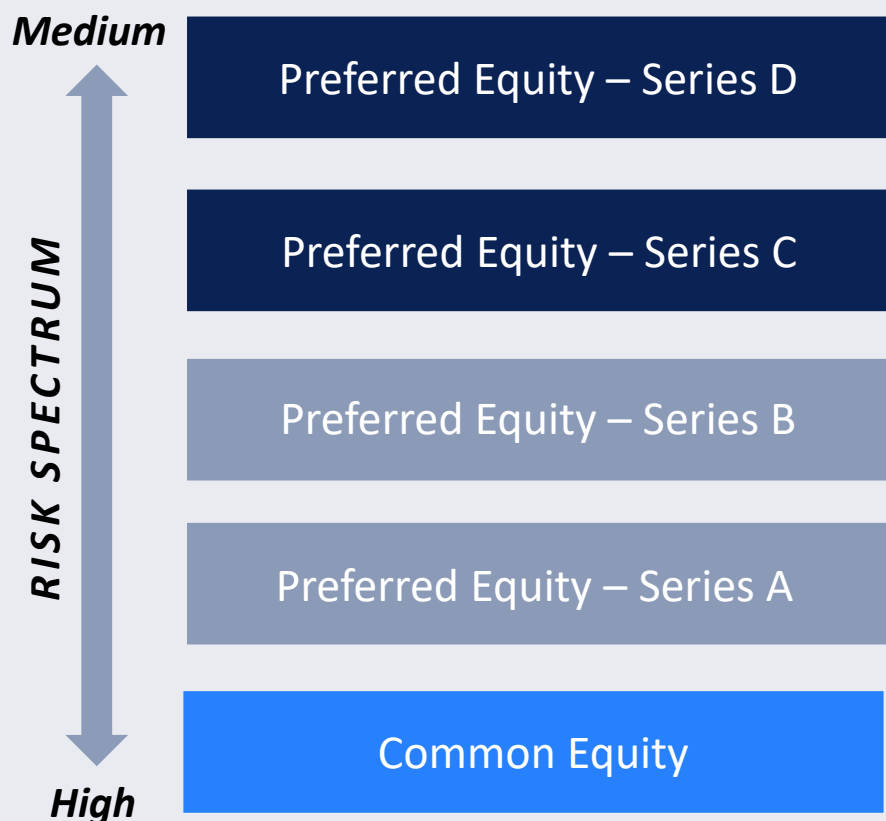 Medium
Preferred Equity – Series D
Preferred Equity – Series C
RISK SPECTRUM
Preferred Equity – Series B
Preferred Equity – Series A
Common Equity
High